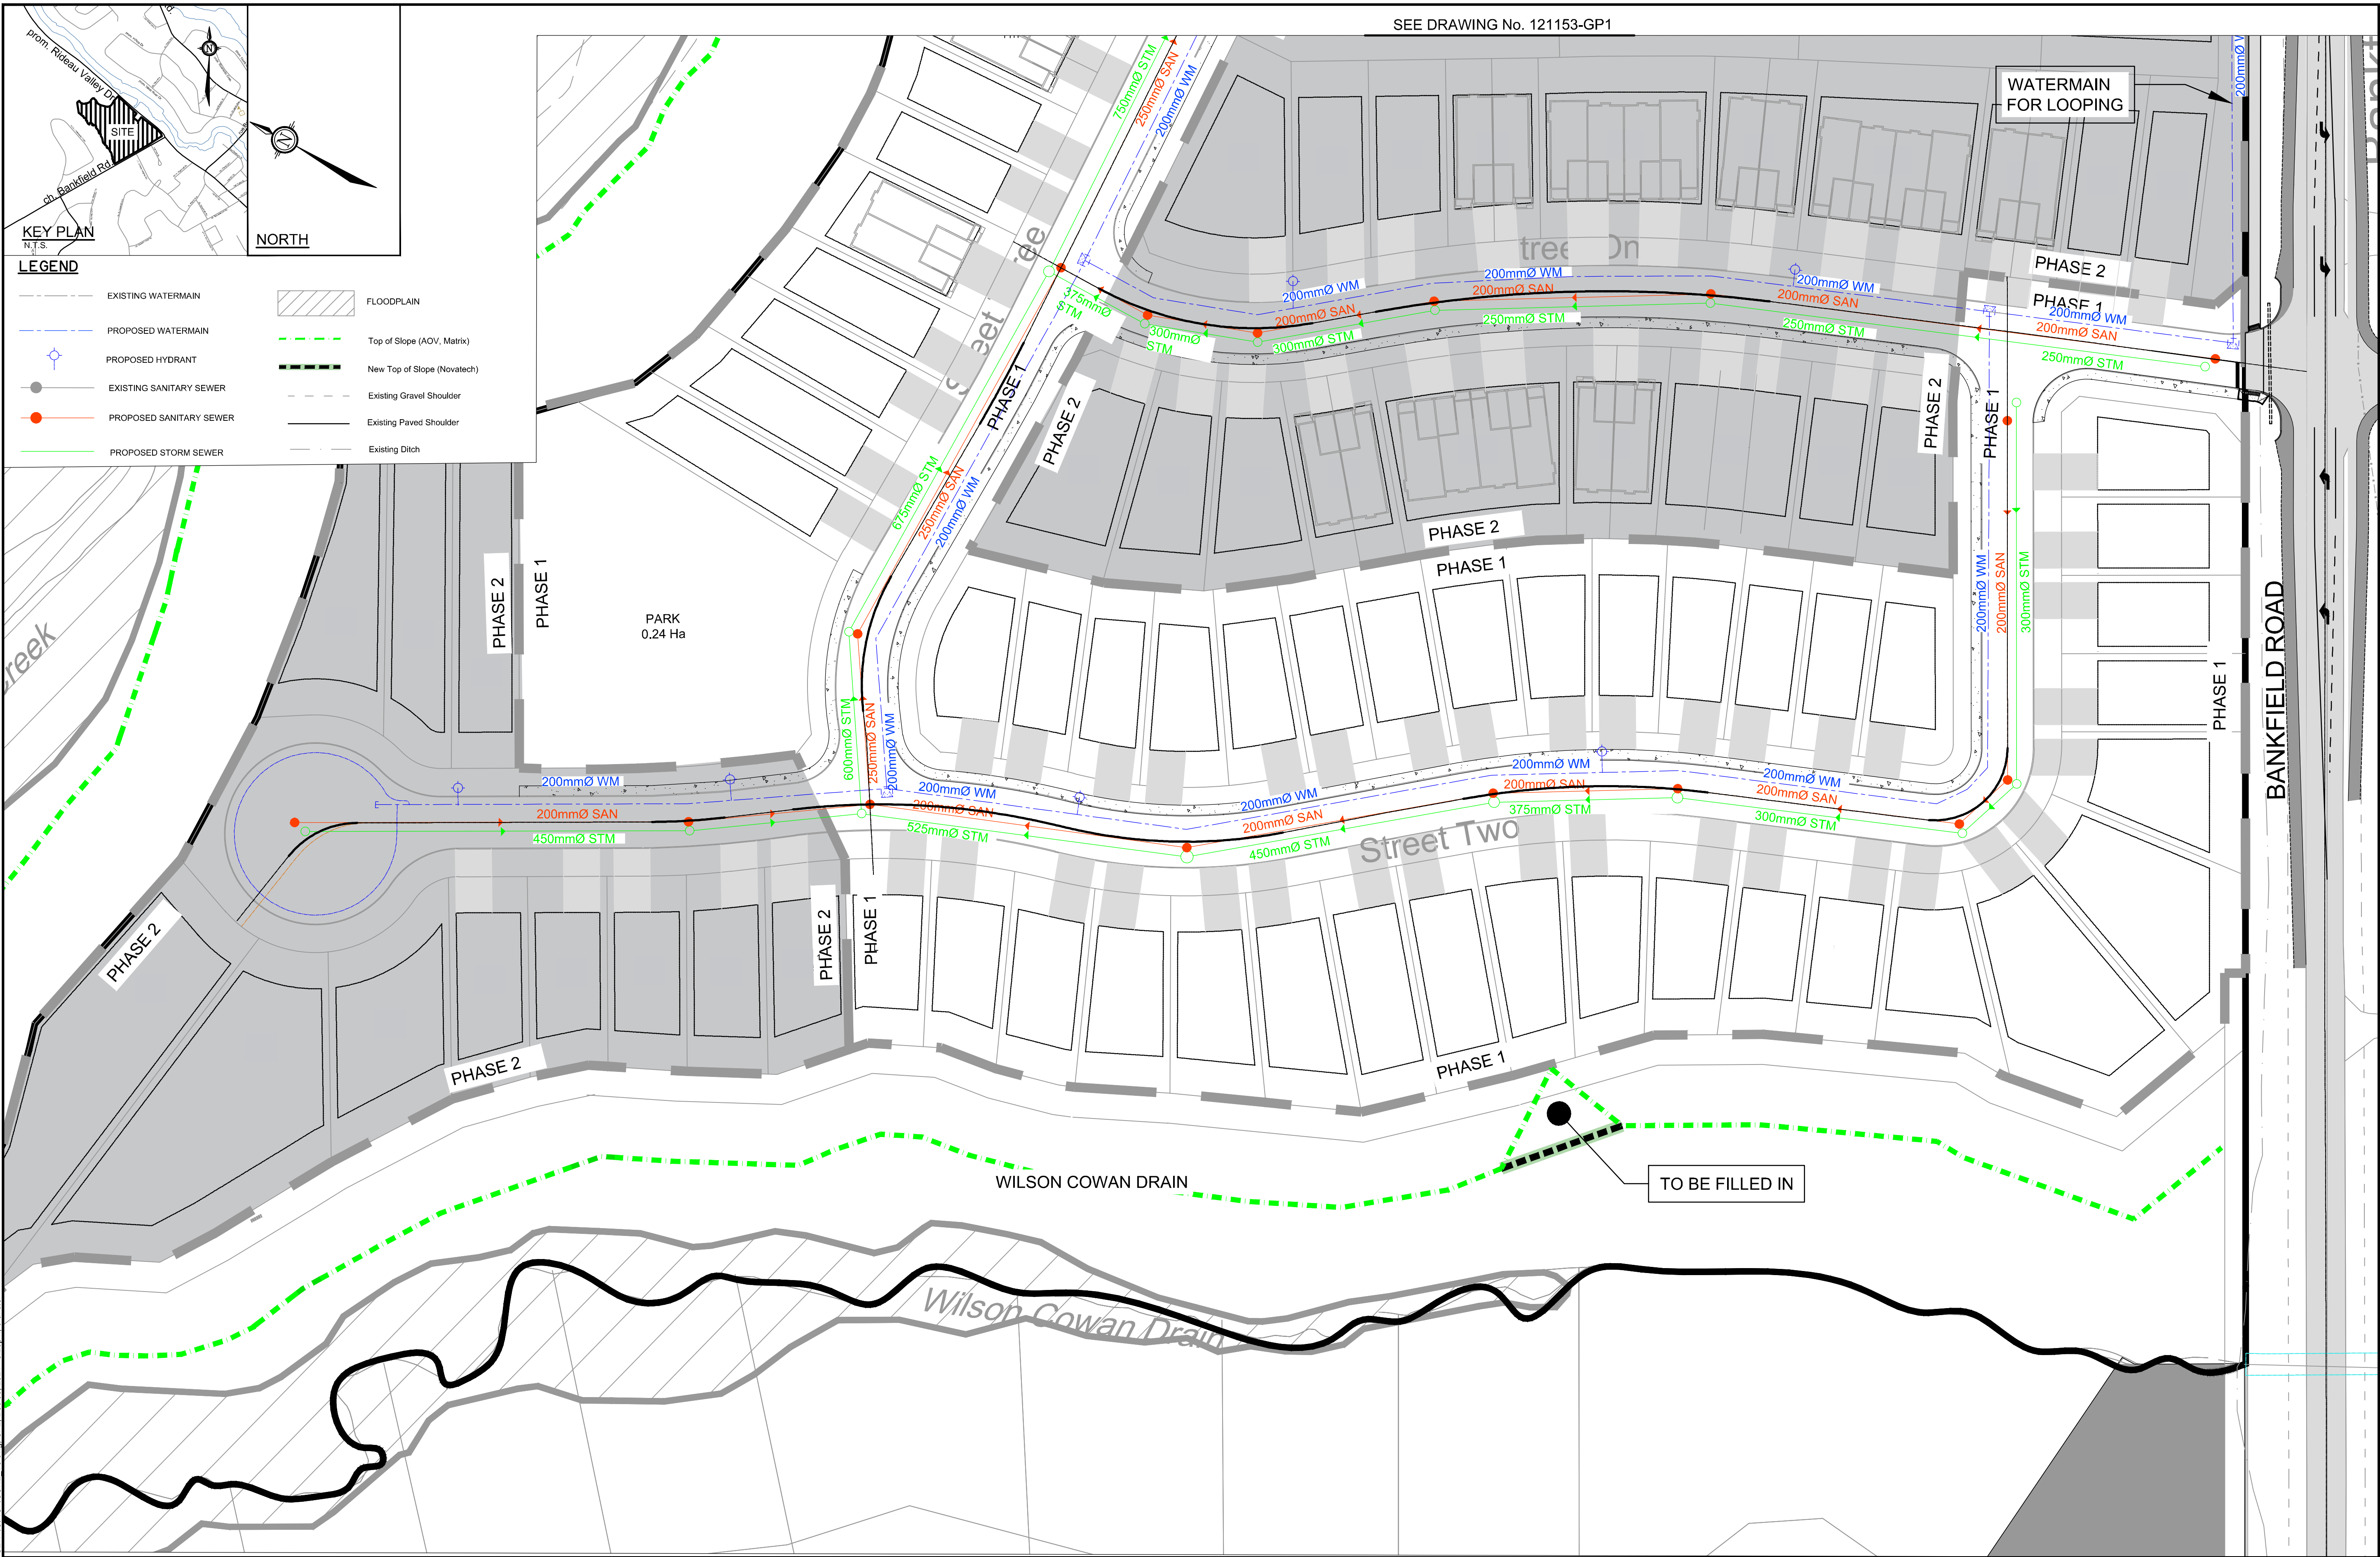 SEE DRAWING No. 121153-GP1
prom. Rideau Valley Dr.
SITE
ch. Bankfield Rd.
N
KEY PLAN
N.T.S.
N
NORTH
LEGEND
EXISTING WATERMAIN
PROPOSED WATERMAIN
PROPOSED HYDRANT
EXISTING SANITARY SEWER
PROPOSED SANITARY SEWER
PROPOSED STORM SEWER
FLOODPLAIN
Top of Slope (AOV, Matrix)
New Top of Slope (Novatech)
Existing Gravel Shoulder
Existing Paved Shoulder
Existing Ditch
750mmØ STM
250mmØ SAN
200mmØ WM
WATERMAIN
FOR LOOPING
200mmØ W
PHASE 2
PHASE 1
375mmØ
STM
300mmØ
STM
200mmØ WM
200mmØ SAN
300mmØ STM
200mmØ WM
200mmØ SAN
250mmØ STM
200mmØ WM
200mmØ SAN
250mmØ STM
200mmØ WM
200mmØ SAN
250mmØ STM
PHASE 1
PHASE 2
675mmØ STM
250mmØ SAN
200mmØ WM
PHASE 2
PHASE 1
PHASE 2
PHASE 1
200mmØ WM
200mmØ SAN
300mmØ STM
PHASE 2
PHASE 1
PARK
0.24 Ha
PHASE 1
BANKFIELD ROAD
600mmØ STM
250mmØ SAN
200mmØ WM
200mmØ WM
200mmØ SAN
450mmØ STM
200mmØ WM
200mmØ SAN
525mmØ STM
200mmØ WM
200mmØ SAN
450mmØ STM
200mmØ WM
200mmØ SAN
375mmØ STM
200mmØ WM
200mmØ SAN
300mmØ STM
Street Two
PHASE 2
PHASE 2
PHASE 1
PHASE 2
PHASE 1
WILSON COWAN DRAIN
TO BE FILLED IN
Wilson Cowan Drain